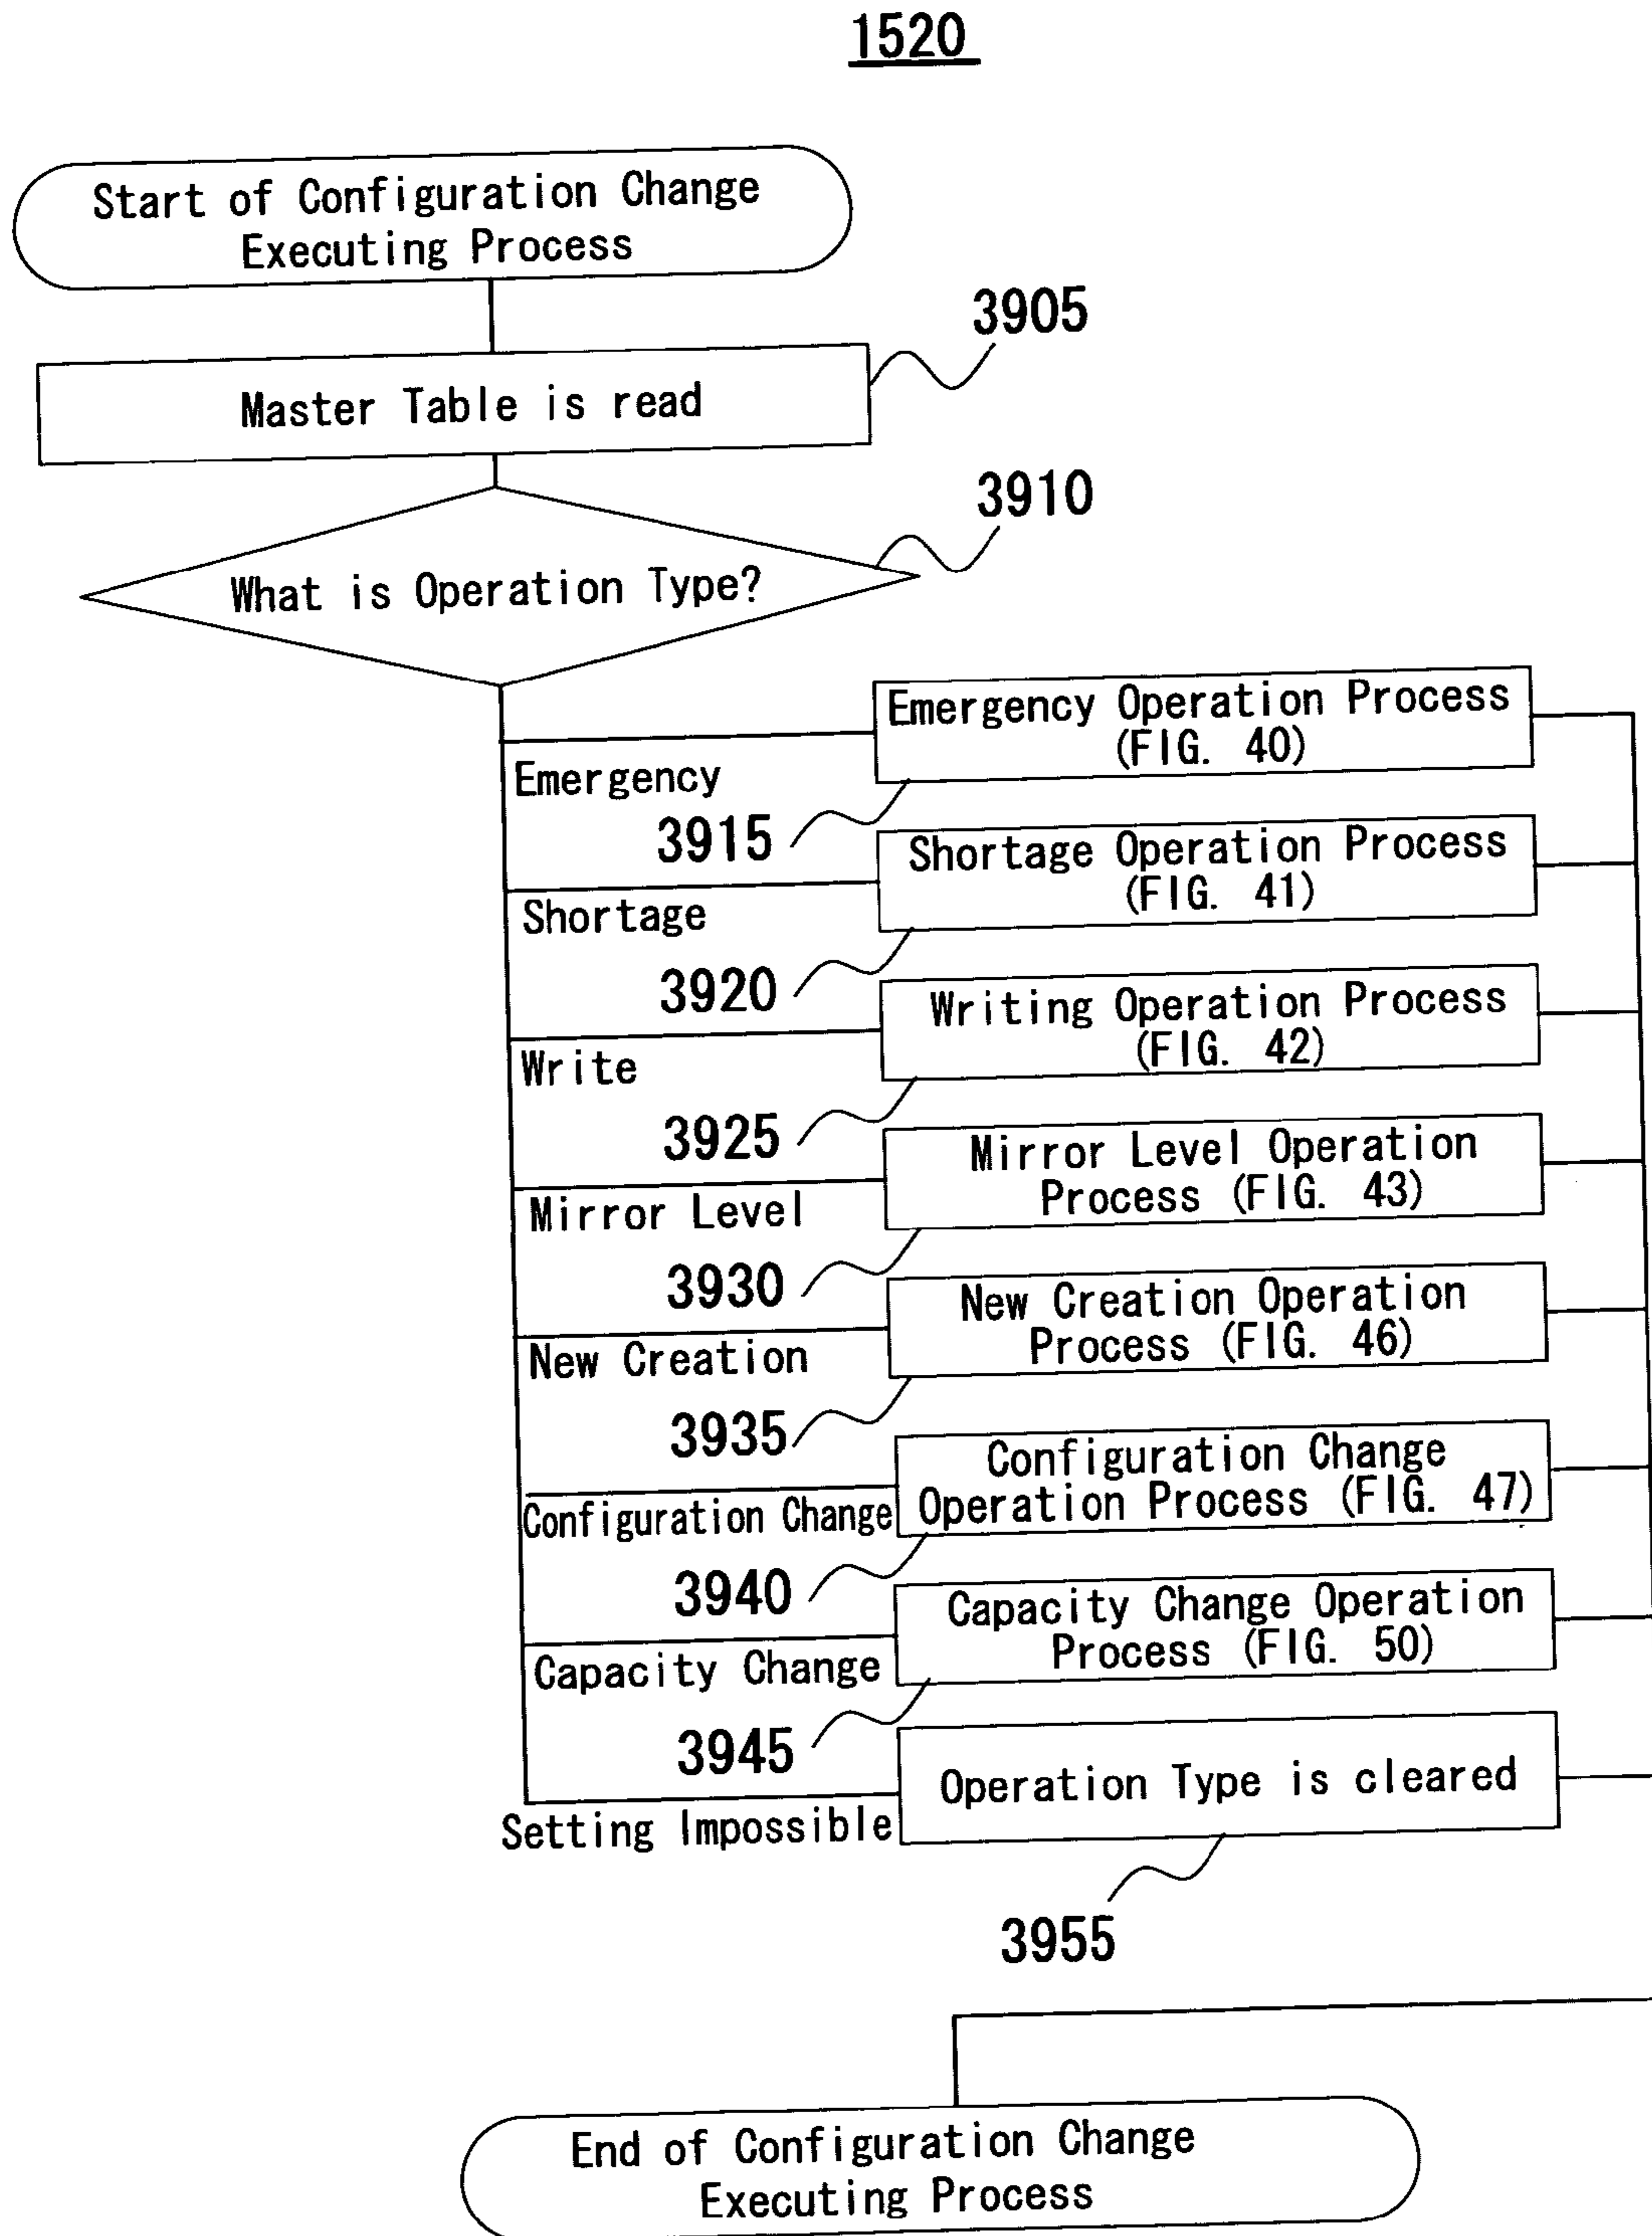 1520
Start of Configuration Change
Executing Process
3905
Master Table is read
3910
What is Operation Type?
Emergency Operation Process
(FIG. 40)
Emergency
3915
Shortage Operation Process
(FIG. 41)
Shortage
3920
Writing Operation Process
(FIG. 42)
Write
3925
Mirror Level Operation
Process (FIG. 43)
Mirror Level
3930
New Creation Operation
Process (FIG. 46)
New Creation
3935
Configuration Change
Operation Process (FIG. 47)
Configuration Change
3940
Capacity Change Operation
Process (FIG. 50)
Capacity Change
3945
Operation Type is cleared
Setting Impossible
3955
End of Configuration Change
Executing Process